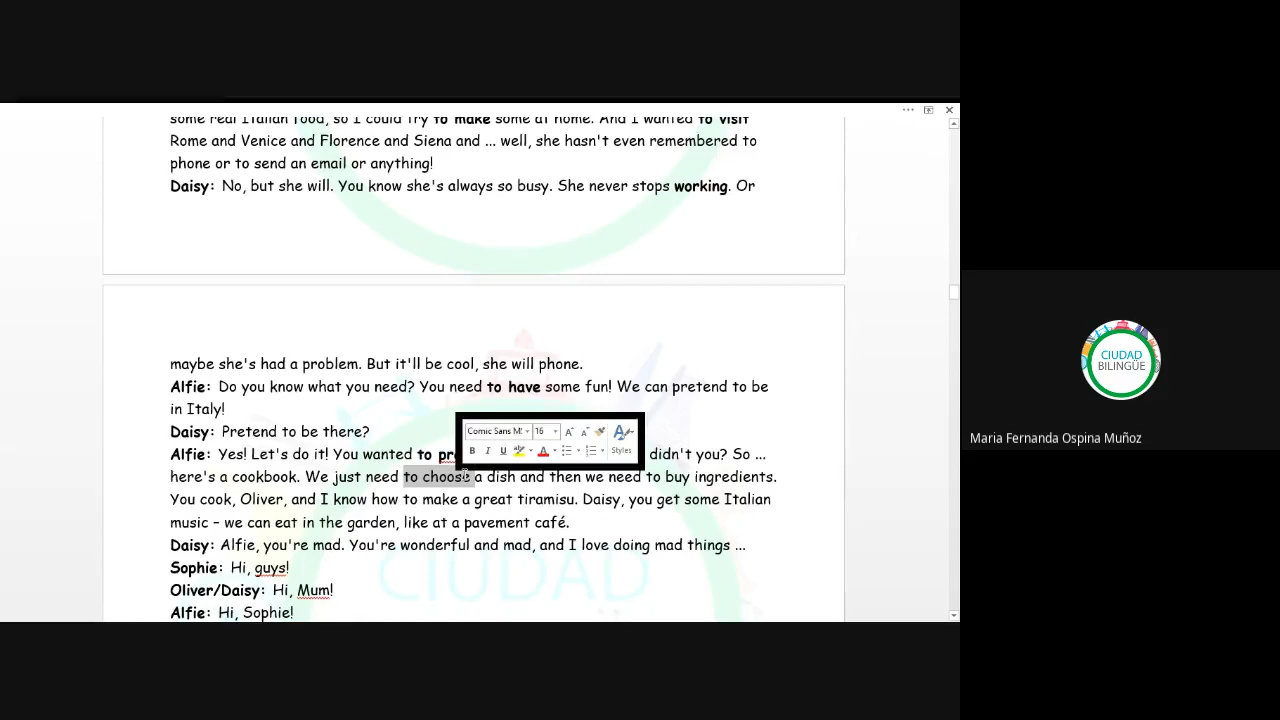 some real Italian food, so I could try to make some at home. And I wanted to visit
Rome and Venice and Florence and Siena and ... well, she hasn't even remembered to
phone or to send an email or anything!
Daisy: No, but she will. You know she's always so busy. She never stops working. Or
maybe she's had a problem. But it'll be cool, she will phone.
Alfie: Do you know what you need? You need to have some fun! We can pretend to be
in Italy!
Daisy: Pretend to be there?
Alfie: Yes! Let's do it! You wanted to didn't you? So ...
here's a cookbook. We just need to choose a dish and then we need to buy ingredients.
You cook, Oliver, and I know how to make a great tiramisu. Daisy, you get some Italian
music – we can eat in the garden, like at a pavement café.
Daisy: Alfie, you're mad. You're wonderful and mad, and I love doing mad things ...
Sophie: Hi, guys!
Oliver/Daisy: Hi, Mum!
Alfie: Hi, Sophie!
Comic Sans M 16 A A
B I U A Styles
CIUDAD
CIUDAD
BILINGÜE
Maria Fernanda Ospina Muñoz